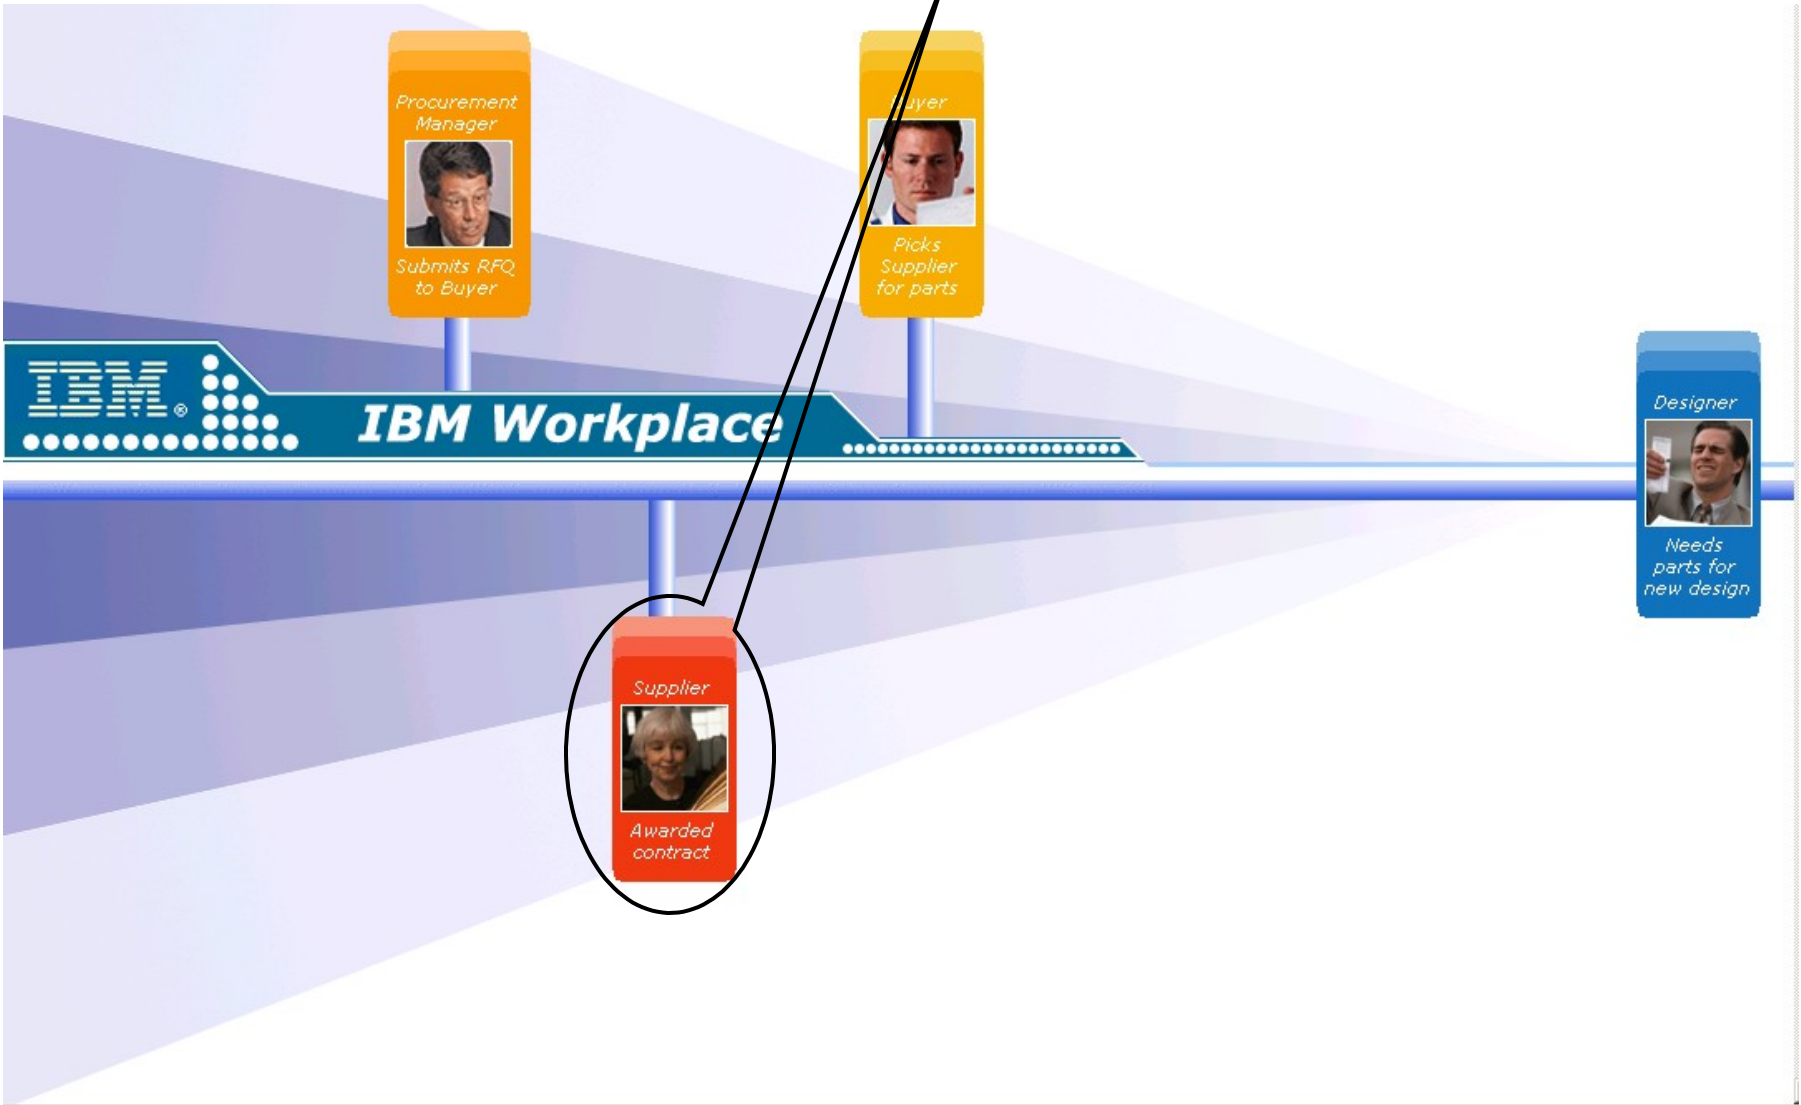 Procurement
Manager
Submits RFQ
to Buyer
Buyer
Picks
Supplier
for parts
IBM®
IBM Workplace
Designer
Needs
parts for
new design
Supplier
Awarded
contract